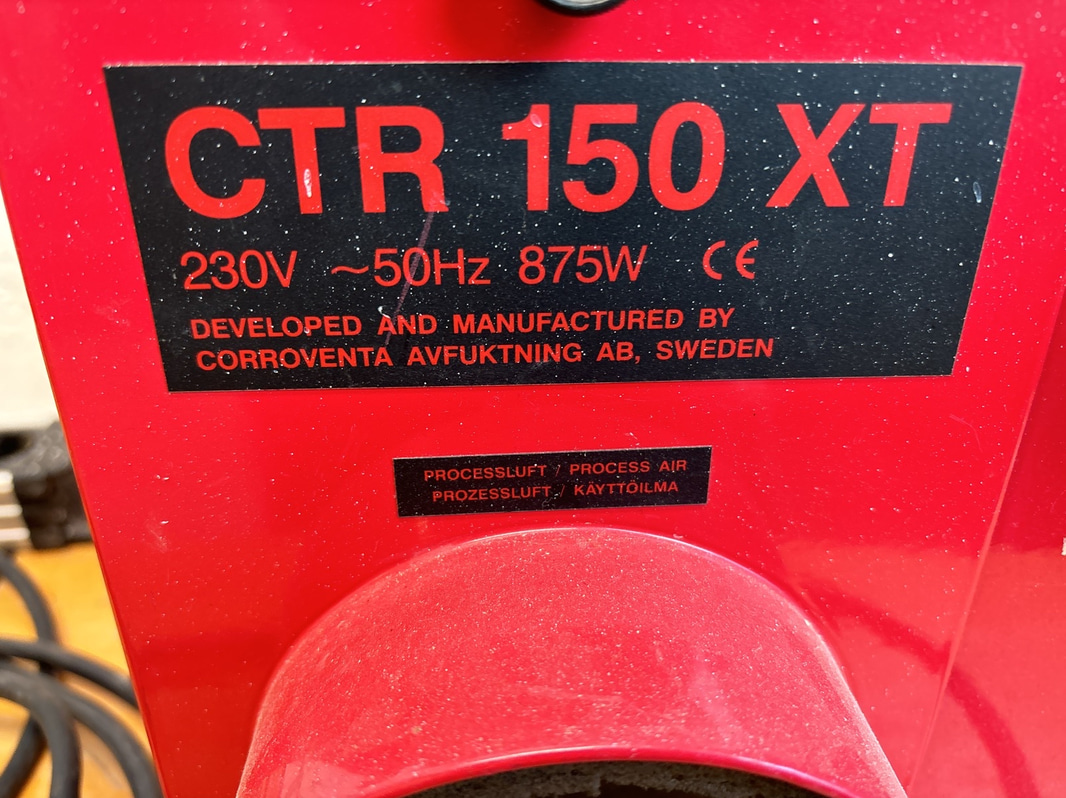 CTR 150 XT
230V ~50Hz 875W CE
DEVELOPED AND MANUFACTURED BY
CORROVENTA AVFUKTNING AB, SWEDEN
PROCESSLUFT / PROCESS AIR
PROZESSLUFT / KÄYTTÖILMA